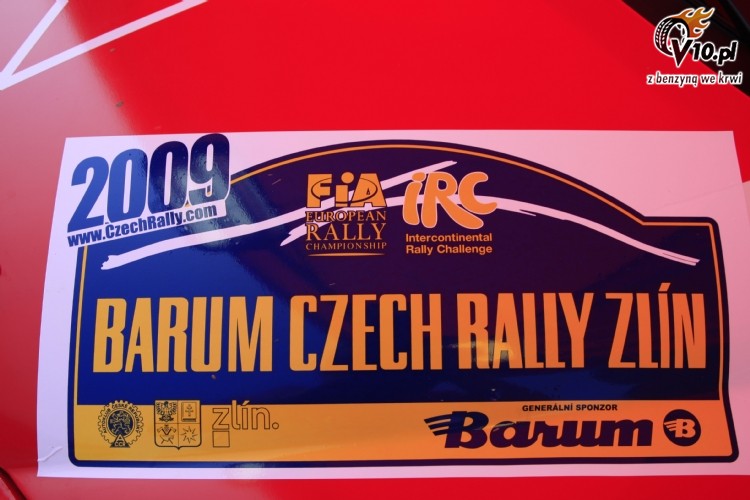 V10.pl
z benzyną we krwi
2009
www.CzechRally.com
FiA
EUROPEAN
RALLY
CHAMPIONSHIP
iRC
Intercontinental
Rally Challenge
BARUM CZECH RALLY ZLÍN
zlín.
GENERÁLNÍ SPONZOR
Barum B